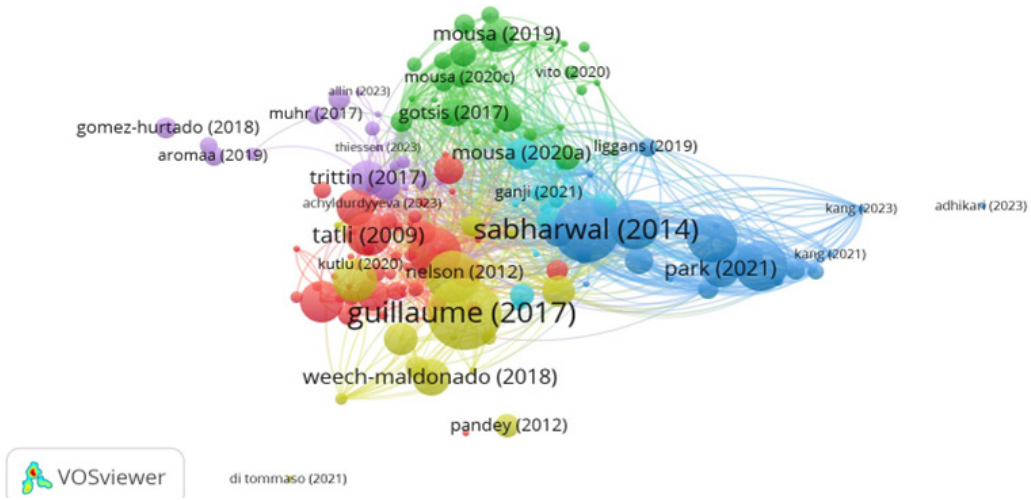 mousa (2019)
mousa (2020c)
vito (2020)
allin (2023)
muhr (2017)
gotsis (2017)
gomez-hurtado (2018)
thiessen (2023)
liggans (2019)
aromaa (2019)
mousa (2020a)
trittin (2017)
ganji (2021)
achyldurdyyeva (2023)
kang (2023)
adhikari (2023)
tatli (2009)
sabharwal (2014)
kang (2021)
kutlu (2020)
nelson (2012)
park (2021)
guillaume (2017)
weech-maldonado (2018)
pandey (2012)
VOSviewer
di tommaso (2021)